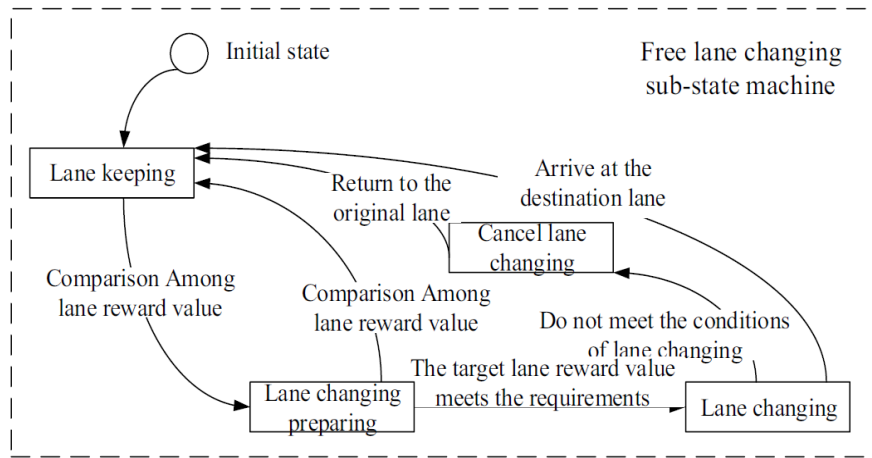 Initial state
Free lane changing
sub-state machine
Lane keeping
Arrive at the
destination lane
Return to the
original lane
Cancel lane
changing
Comparison Among
lane reward value
Comparison Among
lane reward value
Do not meet the conditions
of lane changing
The target lane reward value
meets the requirements
Lane changing
preparing
Lane changing